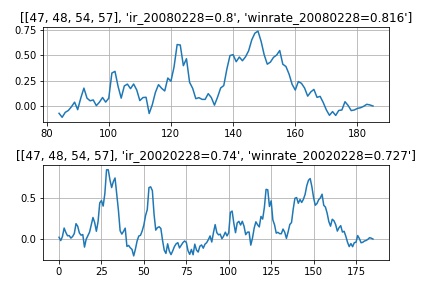 [[47, 48, 54, 57], 'ir_20080228=0.8', 'winrate_20080228=0.816']
0.75
0.50
0.25
0.00
80 100 120 140 160 180
[[47, 48, 54, 57], 'ir_20020228=0.74', 'winrate_20020228=0.727']
0.5
0.0
0 25 50 75 100 125 150 175